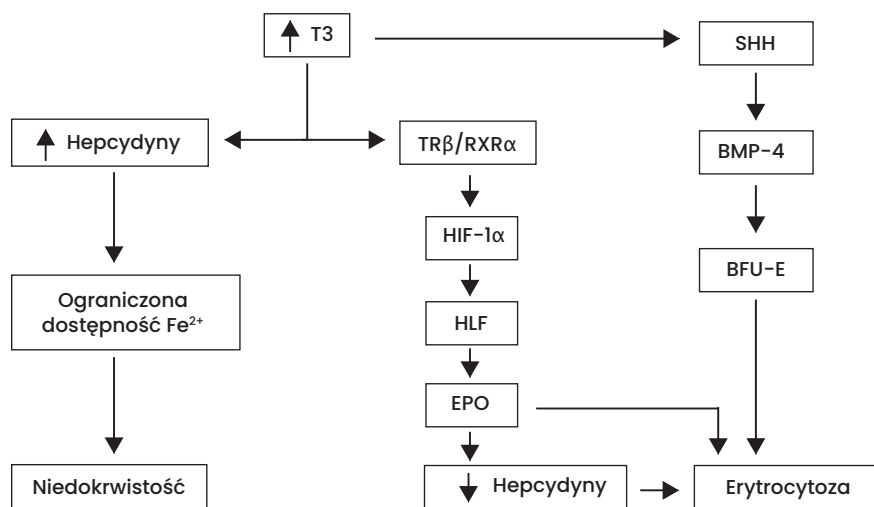 ↑ T3
SHH
↑ Hepcydyny
TRβ/RXRα
BMP-4
HIF-1α
BFU-E
Ograniczona
dostępność Fe²⁺
HLF
EPO
Niedokrwistość
↓ Hepcydyny
Erytrocytoza